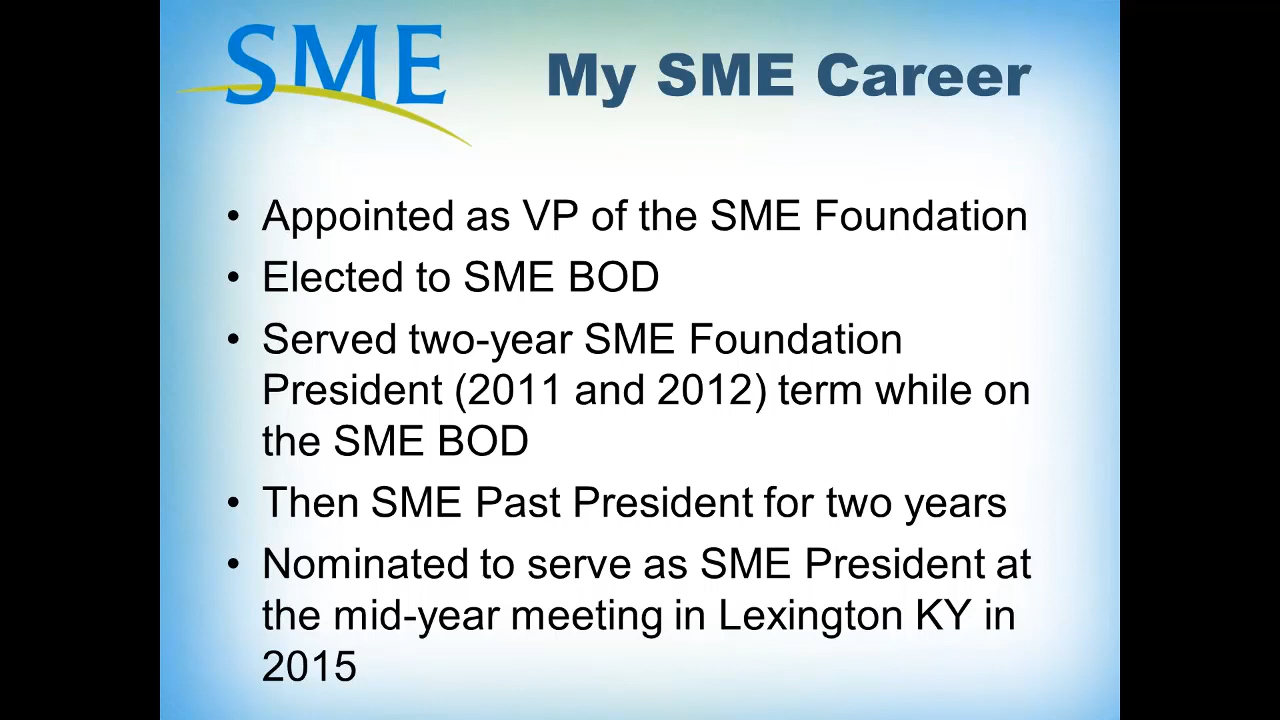 SME
My SME Career
• Appointed as VP of the SME Foundation
• Elected to SME BOD
• Served two-year SME Foundation
President (2011 and 2012) term while on
the SME BOD
• Then SME Past President for two years
• Nominated to serve as SME President at
the mid-year meeting in Lexington KY in
2015